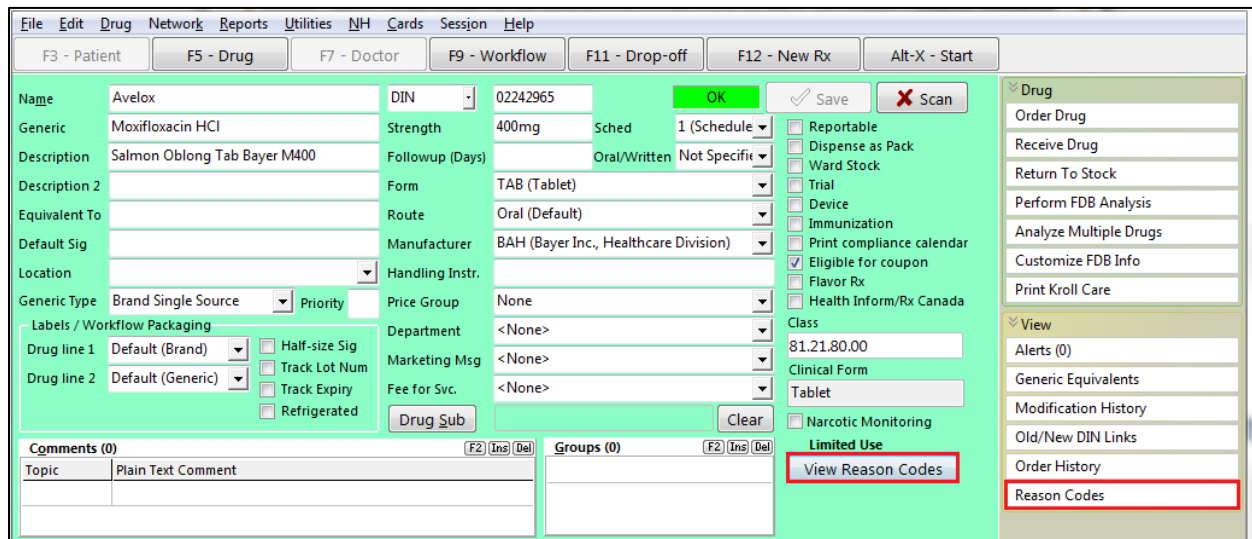 File Edit Drug Network Reports Utilities NH Cards Session Help
F3 - Patient F5 - Drug F7 - Doctor F9 - Workflow F11 - Drop-off F12 - New Rx Alt-X - Start
Name Avelox DIN 02242965 OK Save Scan
Generic Moxifloxacin HCl Strength 400mg Sched 1 (Schedule
Description Salmon Oblong Tab Bayer M400 Followup (Days) Oral/Written Not Specifie
Description 2 Form TAB (Tablet)
Equivalent To Route Oral (Default)
Default Sig Manufacturer BAH (Bayer Inc., Healthcare Division)
Location Handling Instr.
Generic Type Brand Single Source Priority Price Group None
Labels / Workflow Packaging Department <None>
Drug line 1 Default (Brand) Half-size Sig Marketing Msg <None>
Drug line 2 Default (Generic) Track Lot Num Fee for Svc. <None>
Track Expiry
Refrigerated Drug Sub Clear
Reportable
Dispense as Pack
Ward Stock
Trial
Device
Immunization
Print compliance calendar
Eligible for coupon
Flavor Rx
Health Inform/Rx Canada
Class
81.21.80.00
Clinical Form
Tablet
Narcotic Monitoring
Limited Use
View Reason Codes
Comments (0) F2 Ins Del Groups (0) F2 Ins Del
Topic Plain Text Comment
Drug
Order Drug
Receive Drug
Return To Stock
Perform FDB Analysis
Analyze Multiple Drugs
Customize FDB Info
Print Kroll Care
View
Alerts (0)
Generic Equivalents
Modification History
Old/New DIN Links
Order History
Reason Codes